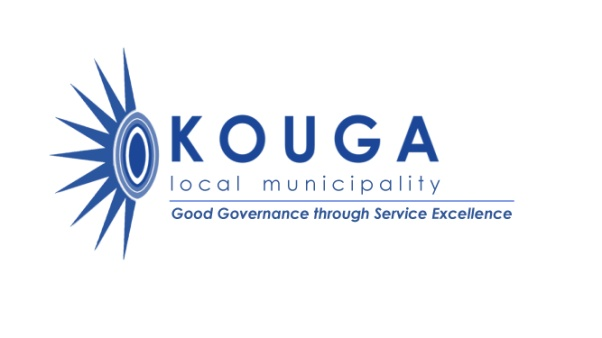 KOUGA
local municipality
Good Governance through Service Excellence